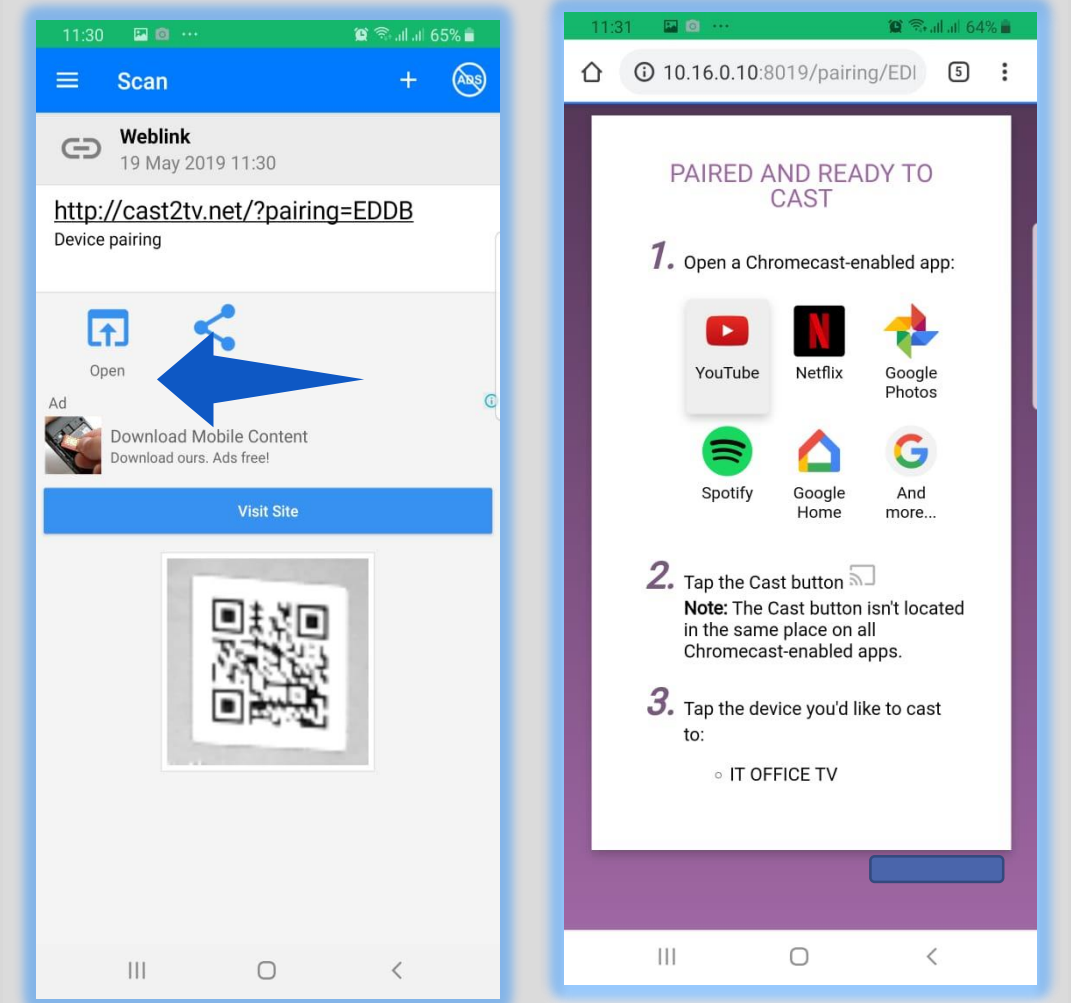 11:30
65%
Scan
ADS
Weblink
19 May 2019 11:30
http://cast2tv.net/?pairing=EDDB
Device pairing
Open
Ad
Download Mobile Content
Download ours. Ads free!
Visit Site
11:31
64%
10.16.0.10:8019/pairing/EDI
5
PAIRED AND READY TO
CAST
1. Open a Chromecast-enabled app:
YouTube
Netflix
Google
Photos
Spotify
Google
Home
And
more...
2. Tap the Cast button
Note: The Cast button isn't located
in the same place on all
Chromecast-enabled apps.
3. Tap the device you'd like to cast
to:
IT OFFICE TV